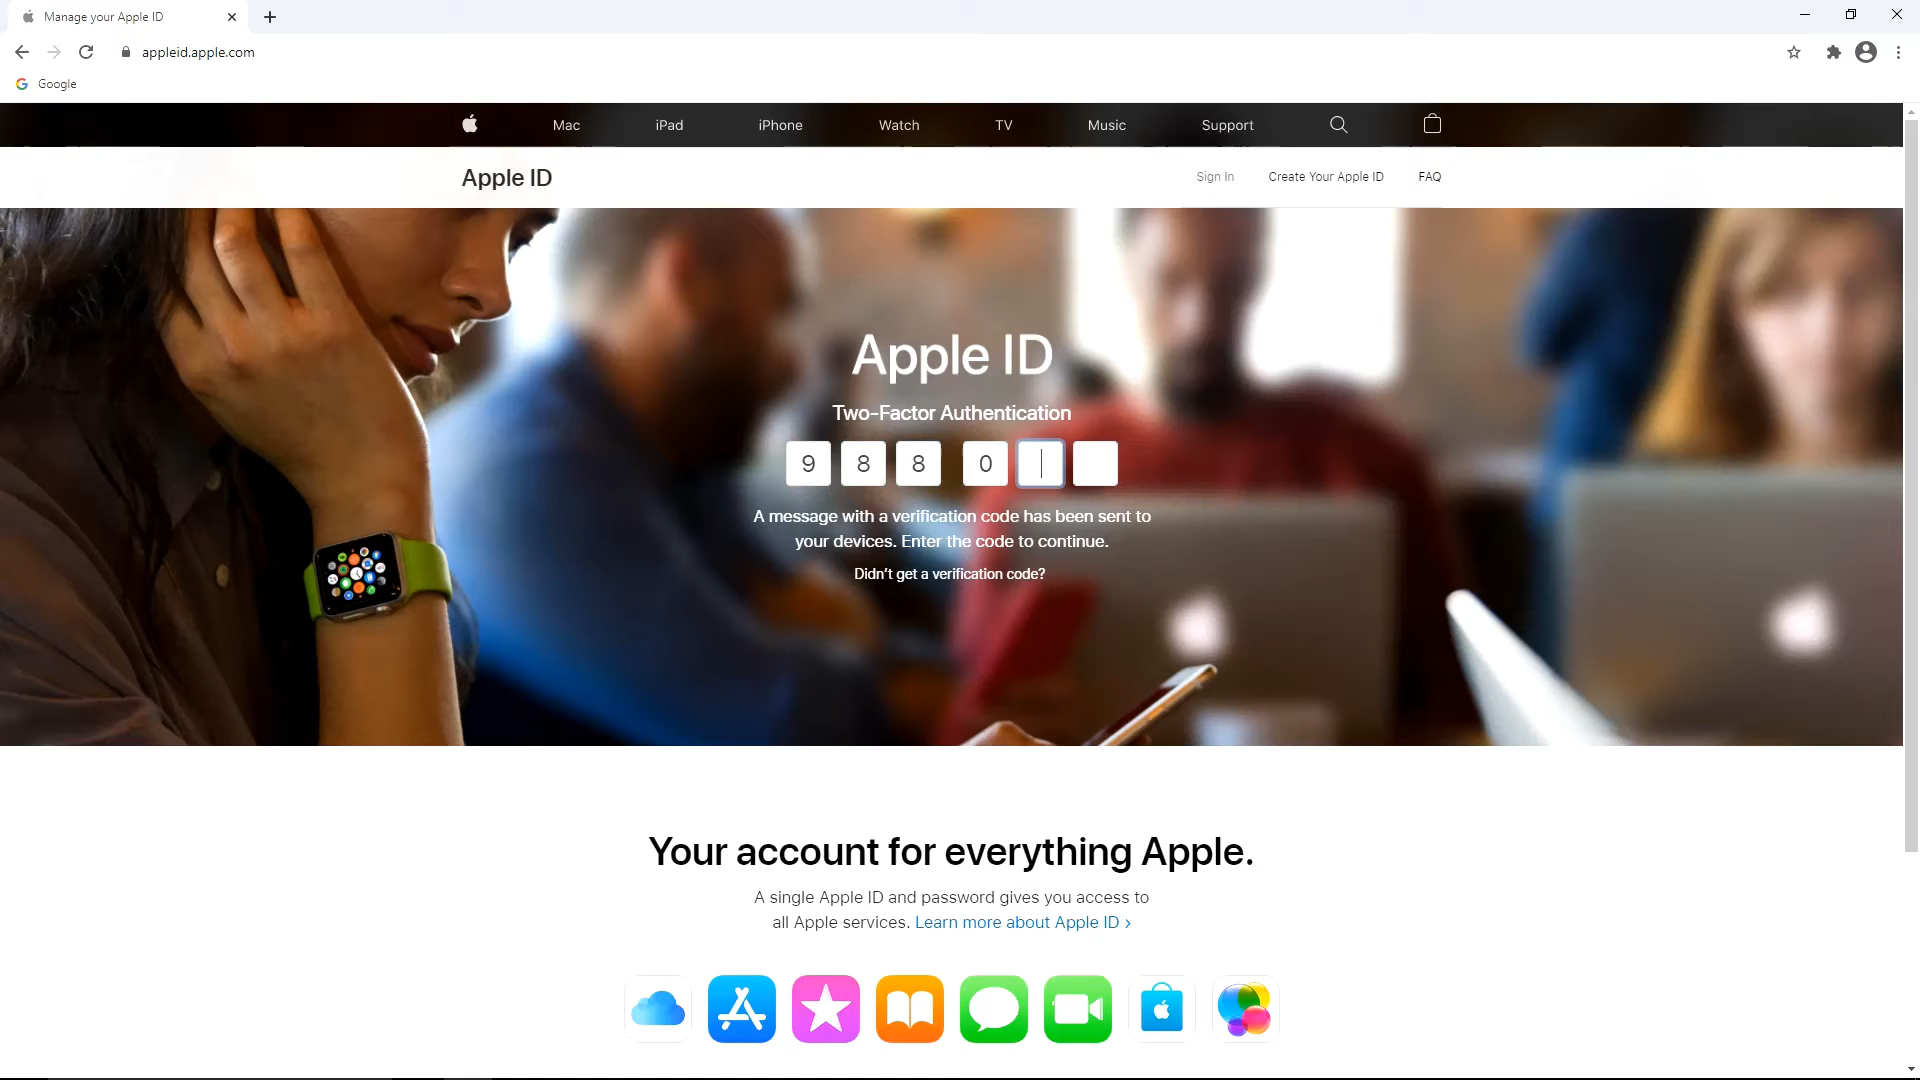 Manage your Apple ID
appleid.apple.com
Google
Mac iPad iPhone Watch TV Music Support
Apple ID Sign In Create Your Apple ID FAQ
Apple ID
Two-Factor Authentication
9 8 8 0
A message with a verification code has been sent to
your devices. Enter the code to continue.
Didn’t get a verification code?
Your account for everything Apple.
A single Apple ID and password gives you access to
all Apple services. Learn more about Apple ID ›